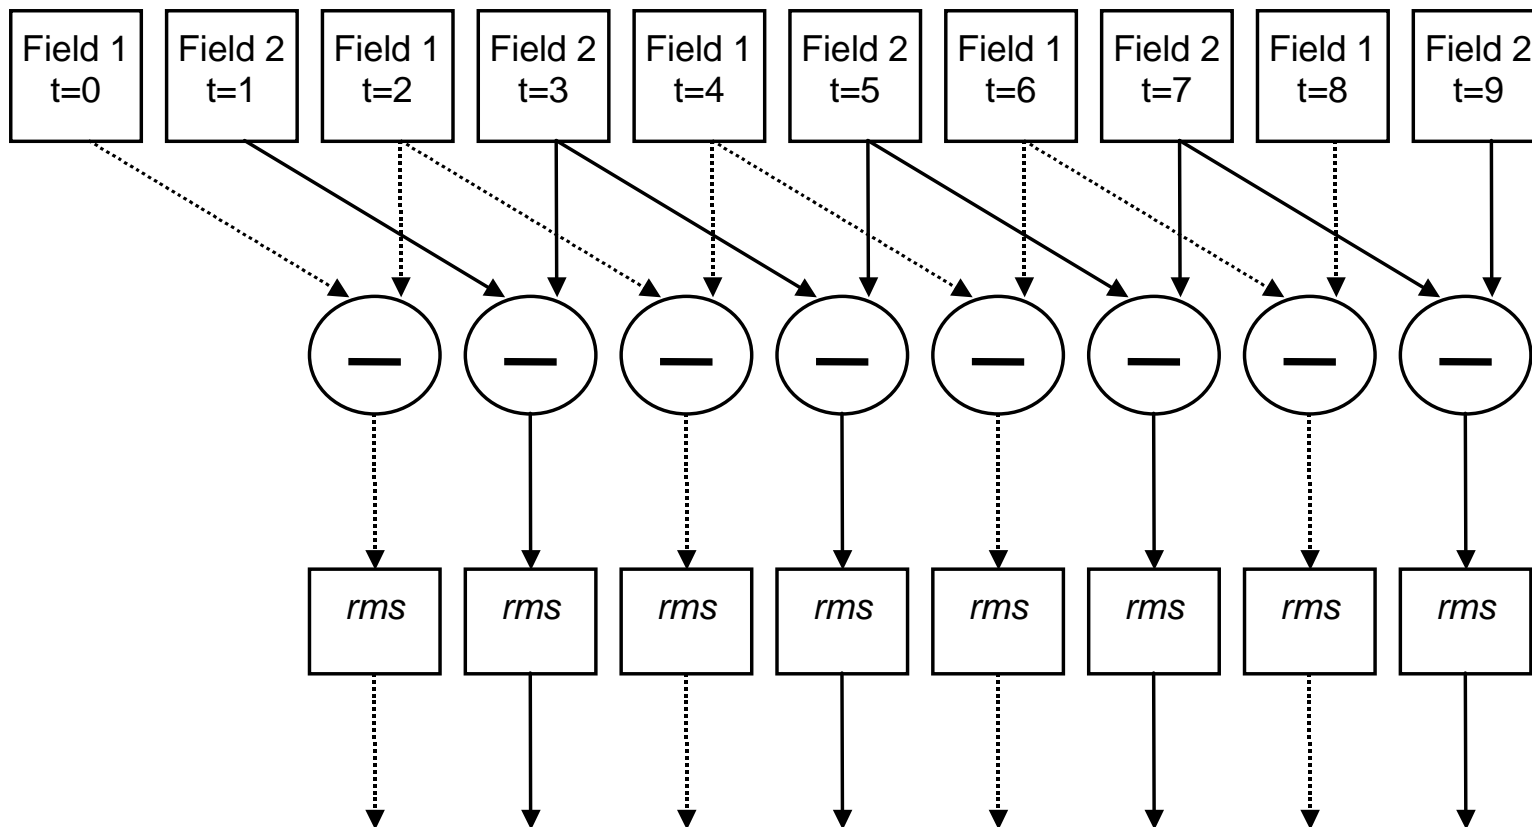 Field 1
t=0
Field 2
t=1
Field 1
t=2
Field 2
t=3
Field 1
t=4
Field 2
t=5
Field 1
t=6
Field 2
t=7
Field 1
t=8
Field 2
t=9
rms
rms
rms
rms
rms
rms
rms
rms